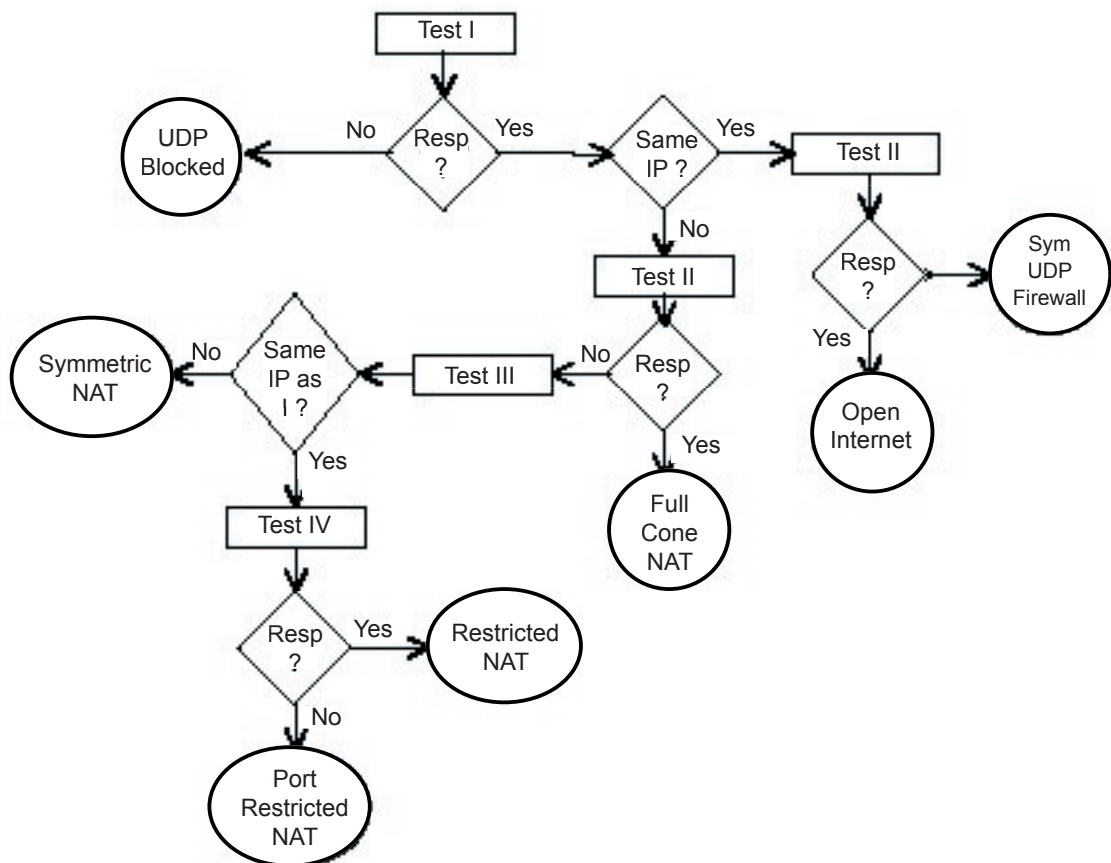 Test I
UDP
Blocked
No
Resp
?
Yes
Same
IP ?
Yes
Test II
No
Resp
?
Sym
UDP
Firewall
Yes
Open
Internet
Test II
Resp
?
No
Yes
Full
Cone
NAT
Test III
Same
IP as
I ?
No
Symmetric
NAT
Yes
Test IV
Resp
?
Yes
Restricted
NAT
No
Port
Restricted
NAT